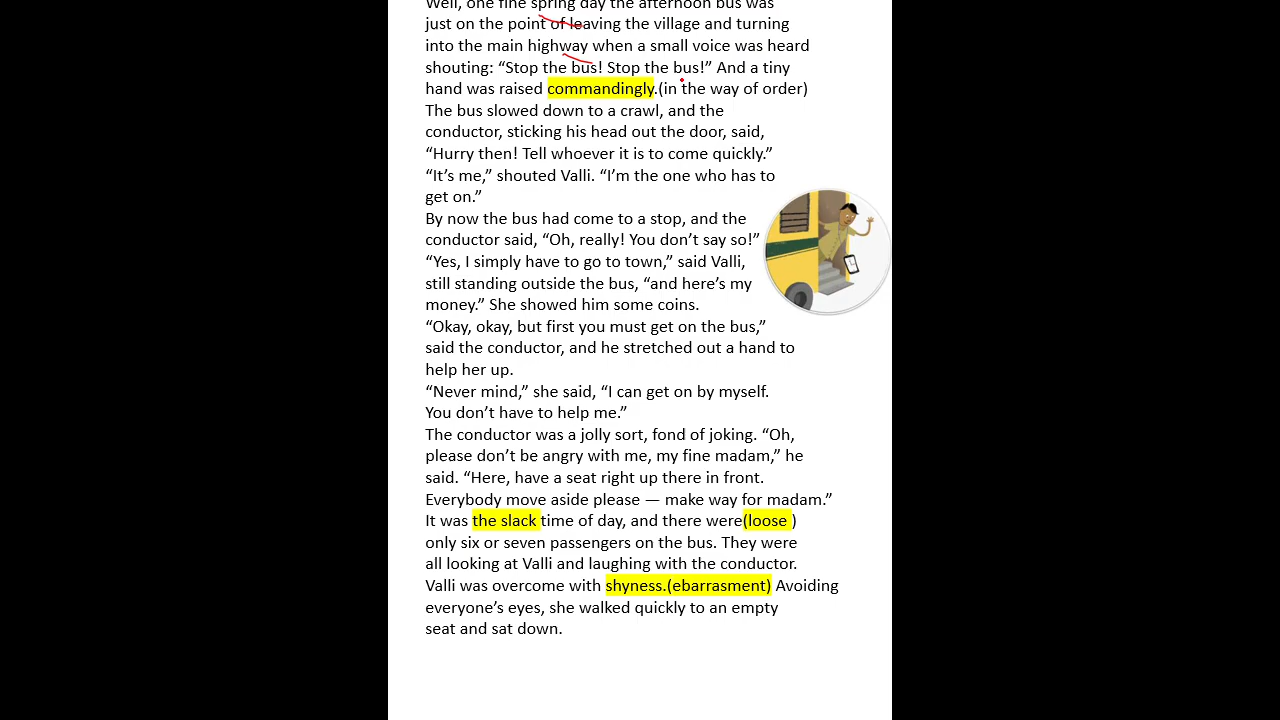 Well, one fine spring day the afternoon bus was
just on the point of leaving the village and turning
into the main highway when a small voice was heard
shouting: “Stop the bus! Stop the bus!” And a tiny
hand was raised commandingly.(in the way of order)
The bus slowed down to a crawl, and the
conductor, sticking his head out the door, said,
“Hurry then! Tell whoever it is to come quickly.”
“It’s me,” shouted Valli. “I’m the one who has to
get on.”
By now the bus had come to a stop, and the
conductor said, “Oh, really! You don’t say so!”
“Yes, I simply have to go to town,” said Valli,
still standing outside the bus, “and here’s my
money.” She showed him some coins.
“Okay, okay, but first you must get on the bus,”
said the conductor, and he stretched out a hand to
help her up.
“Never mind,” she said, “I can get on by myself.
You don’t have to help me.”
The conductor was a jolly sort, fond of joking. “Oh,
please don’t be angry with me, my fine madam,” he
said. “Here, have a seat right up there in front.
Everybody move aside please — make way for madam.”
It was the slack time of day, and there were(loose )
only six or seven passengers on the bus. They were
all looking at Valli and laughing with the conductor.
Valli was overcome with shyness.(ebarrasment) Avoiding
everyone’s eyes, she walked quickly to an empty
seat and sat down.